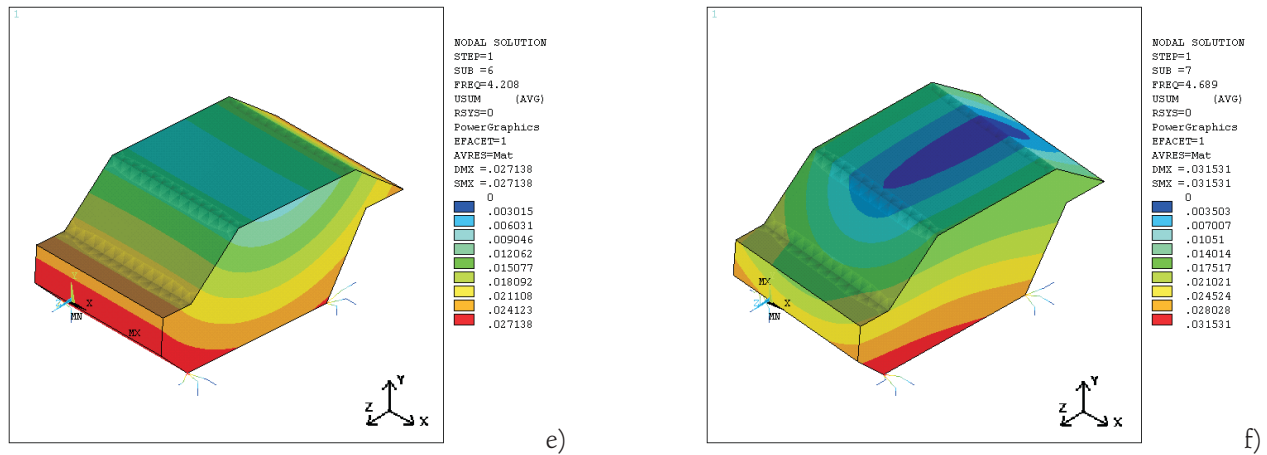 1
NODAL SOLUTION
STEP=1
SUB =6
FREQ=4.208
USUM (AVG)
RSYS=0
PowerGraphics
EFACET=1
AVRES=Mat
DMX =.027138
SMX =.027138
0
.003015
.006031
.009046
.012062
.015077
.018092
.021108
.024123
.027138
Y
Z
X
MN
MX
Y
Z
X
e)
1
NODAL SOLUTION
STEP=1
SUB =7
FREQ=4.689
USUM (AVG)
RSYS=0
PowerGraphics
EFACET=1
AVRES=Mat
DMX =.031531
SMX =.031531
0
.003503
.007007
.01051
.014014
.017517
.021021
.024524
.028028
.031531
MX
Z
X
MN
Y
Z
X
f)